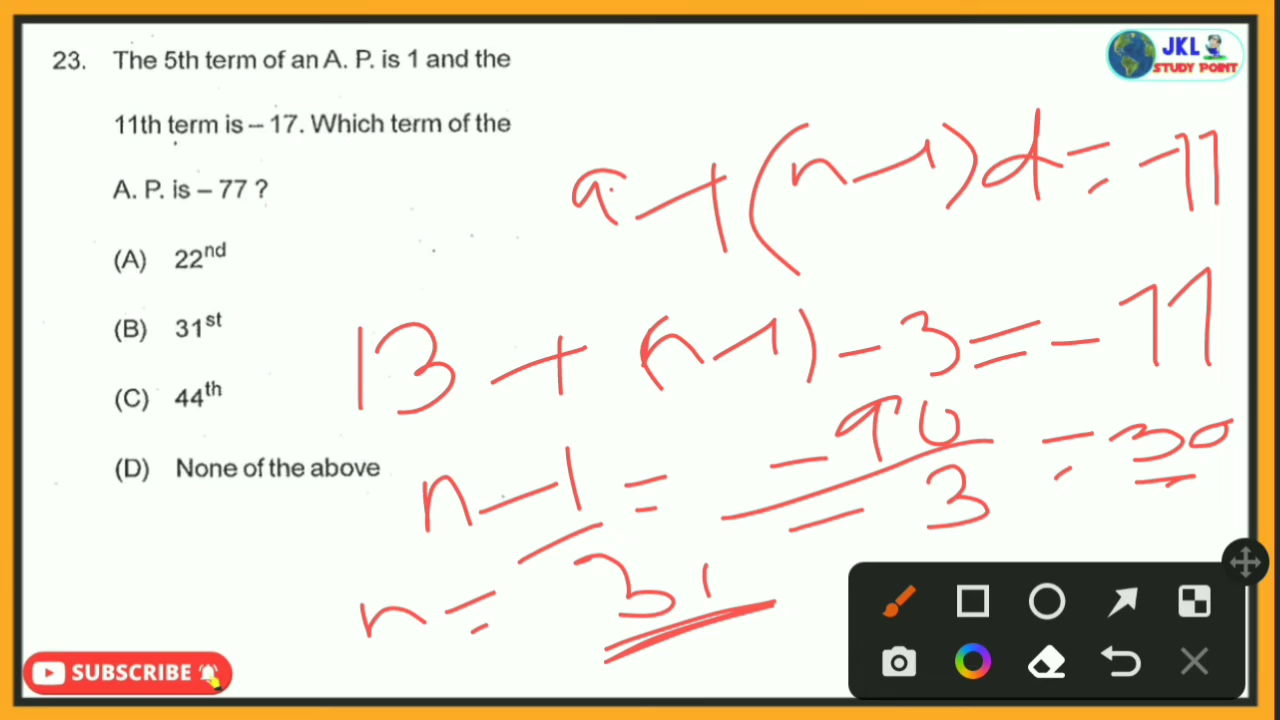 23. The 5th term of an A. P. is 1 and the
11th term is – 17. Which term of the
A. P. is – 77 ?
(A) 22nd
(B) 31st
(C) 44th
(D) None of the above
JKL
STUDY POINT
a + (n-1)d = -77
13 + (n-1) -3 = -77
n-1 = -90/-3 = 30
n = 31
SUBSCRIBE